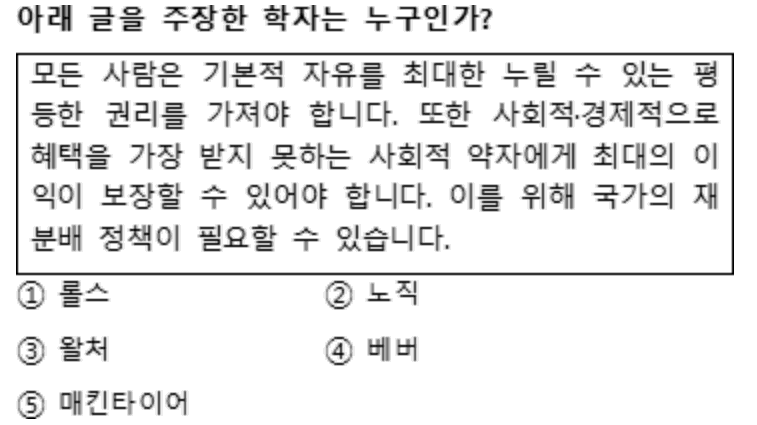 아래 글을 주장한 학자는 누구인가?
모든 사람은 기본적 자유를 최대한 누릴 수 있는 평
등한 권리를 가져야 합니다. 또한 사회적·경제적으로
혜택을 가장 받지 못하는 사회적 약자에게 최대의 이
익이 보장할 수 있어야 합니다. 이를 위해 국가의 재
분배 정책이 필요할 수 있습니다.
① 롤스 ② 노직
③ 왈처 ④ 베버
⑤ 매킨타이어